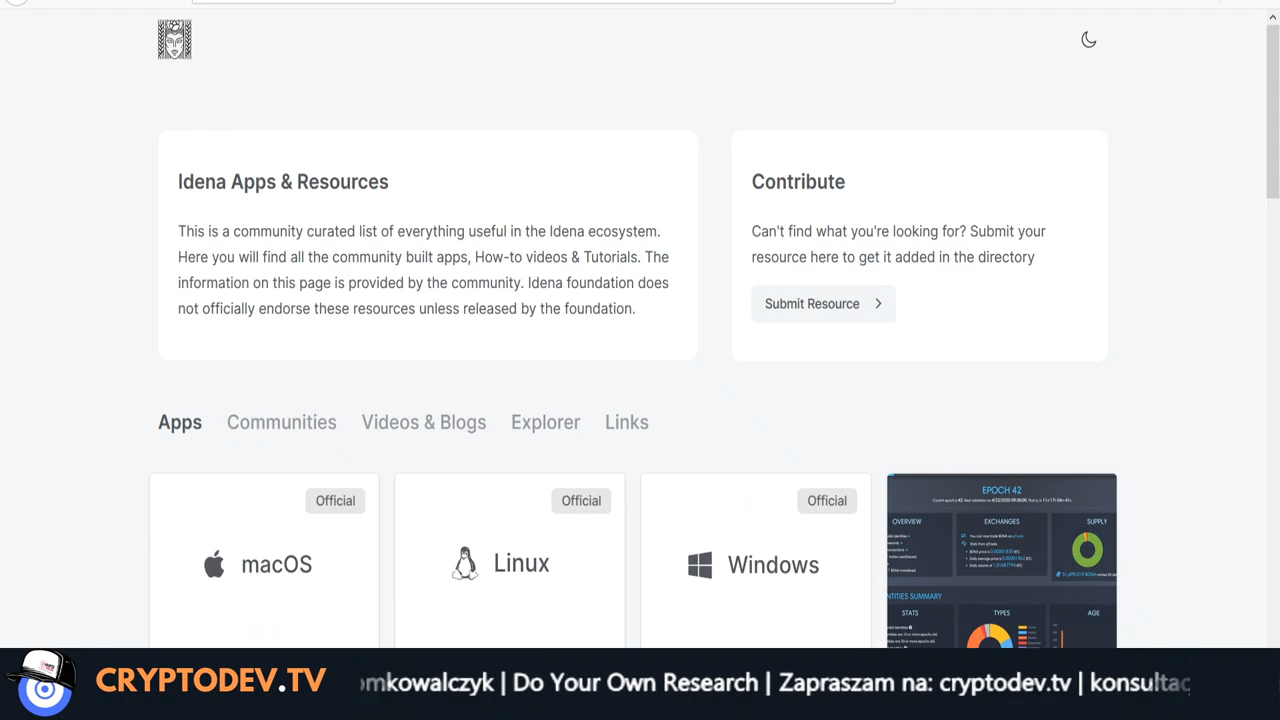 Idena Apps & Resources
This is a community curated list of everything useful in the Idena ecosystem.
Here you will find all the community built apps, How-to videos & Tutorials. The
information on this page is provided by the community. Idena foundation does
not officially endorse these resources unless released by the foundation.
Contribute
Can't find what you're looking for? Submit your
resource here to get it added in the directory
Submit Resource
Apps Communities Videos & Blogs Explorer Links
Official
macOS
Official
Linux
Official
Windows
EPOCH 42
OVERVIEW EXCHANGES SUPPLY
STATS TYPES AGE
CRYPTODEV.TV
omkowalczyk | Do Your Own Research | Zapraszam na: cryptodev.tv | konsultac